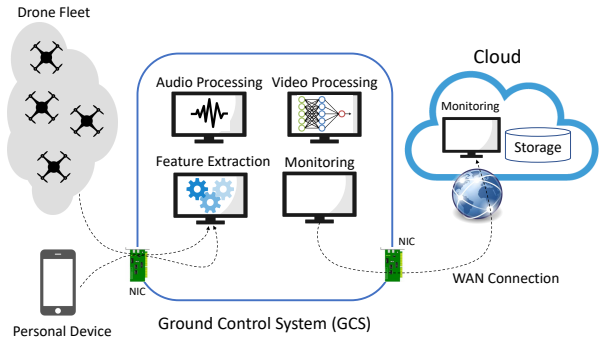 Drone Fleet
Cloud
Audio Processing
Video Processing
Monitoring
Storage
Feature Extraction
Monitoring
NIC
NIC
WAN Connection
Personal Device
Ground Control System (GCS)